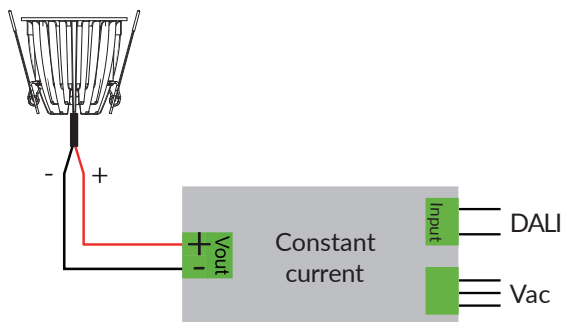 - +
+
-
Vout
Constant
current
Input
DALI
Vac